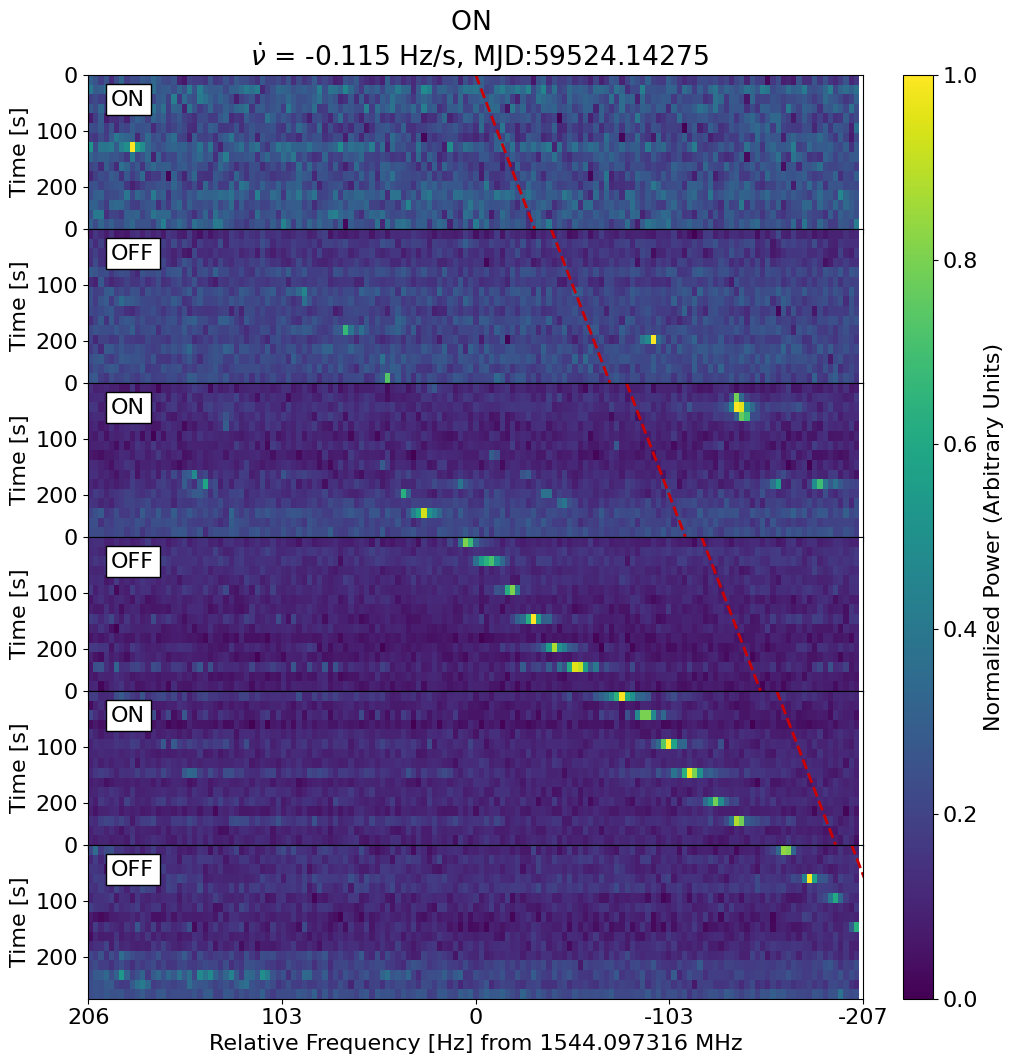 ON
ν̇ = -0.115 Hz/s, MJD:59524.14275
ON
OFF
ON
OFF
ON
OFF
Time [s]
0
100
200
Time [s]
0
100
200
Time [s]
0
100
200
Time [s]
0
100
200
Time [s]
0
100
200
Time [s]
0
100
200
206
103
0
-103
-207
Relative Frequency [Hz] from 1544.097316 MHz
1.0
0.8
0.6
0.4
0.2
0.0
Normalized Power (Arbitrary Units)